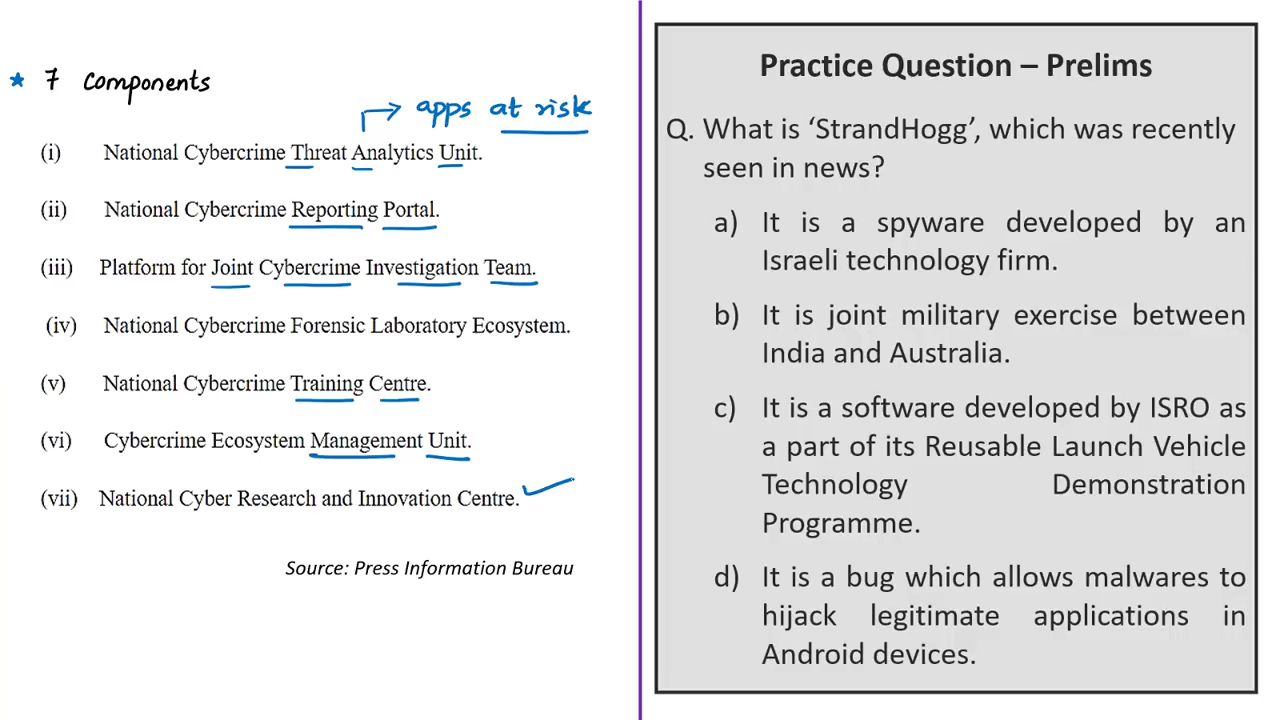 ★ 7 components
apps at risk
(i) National Cybercrime Threat Analytics Unit.
(ii) National Cybercrime Reporting Portal.
(iii) Platform for Joint Cybercrime Investigation Team.
(iv) National Cybercrime Forensic Laboratory Ecosystem.
(v) National Cybercrime Training Centre.
(vi) Cybercrime Ecosystem Management Unit.
(vii) National Cyber Research and Innovation Centre.
Source: Press Information Bureau
Practice Question – Prelims
Q. What is ‘StrandHogg’, which was recently
seen in news?
a) It is a spyware developed by an
Israeli technology firm.
b) It is joint military exercise between
India and Australia.
c) It is a software developed by ISRO as
a part of its Reusable Launch Vehicle
Technology Demonstration
Programme.
d) It is a bug which allows malwares to
hijack legitimate applications in
Android devices.